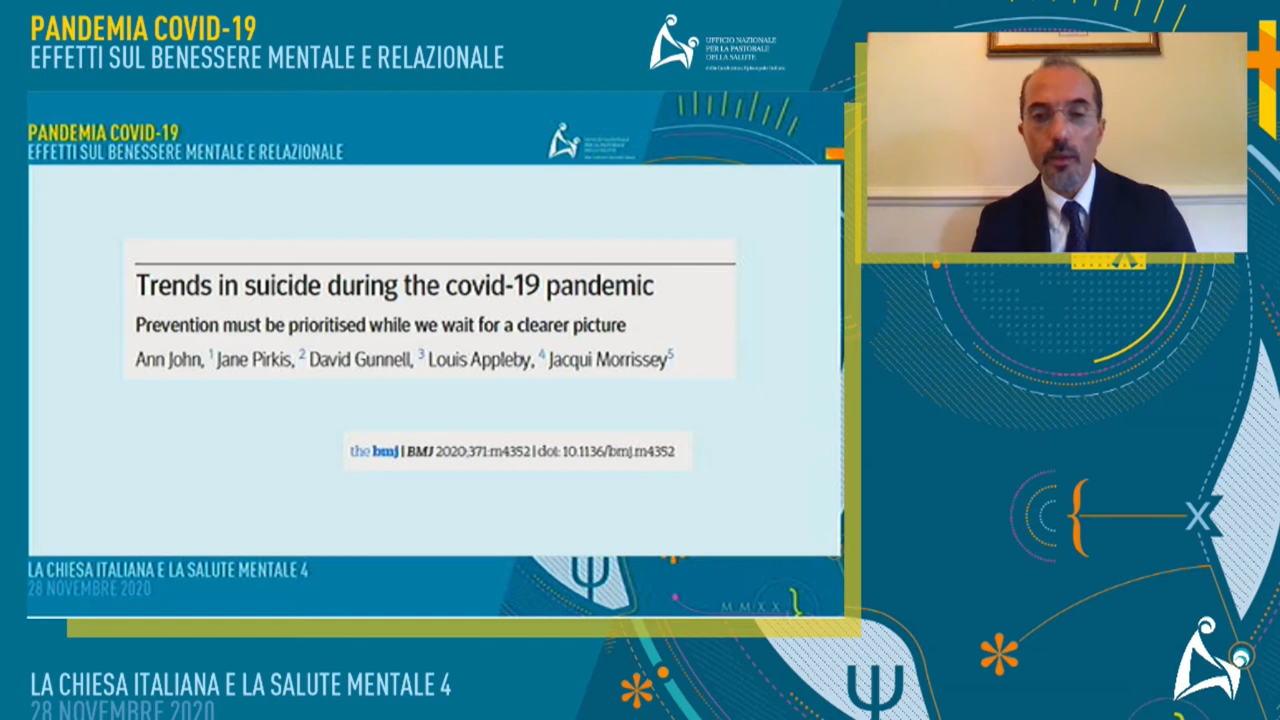 PANDEMIA COVID-19
EFFETTI SUL BENESSERE MENTALE E RELAZIONALE
UFFICIO NAZIONALE
PER LA PASTORALE
DELLA SALUTE
della Conferenza Episcopale Italiana
PANDEMIA COVID-19
EFFETTI SUL BENESSERE MENTALE E RELAZIONALE
Trends in suicide during the covid-19 pandemic
Prevention must be prioritised while we wait for a clearer picture
Ann John, 1 Jane Pirkis, 2 David Gunnell, 3 Louis Appleby, 4 Jacqui Morrissey5
the bmj | BMJ 2020;371:m4352 | doi: 10.1136/bmj.m4352
LA CHIESA ITALIANA E LA SALUTE MENTALE 4
28 NOVEMBRE 2020
MMXX
Ψ
X
LA CHIESA ITALIANA E LA SALUTE MENTALE 4
28 NOVEMBRE 2020
Ψ